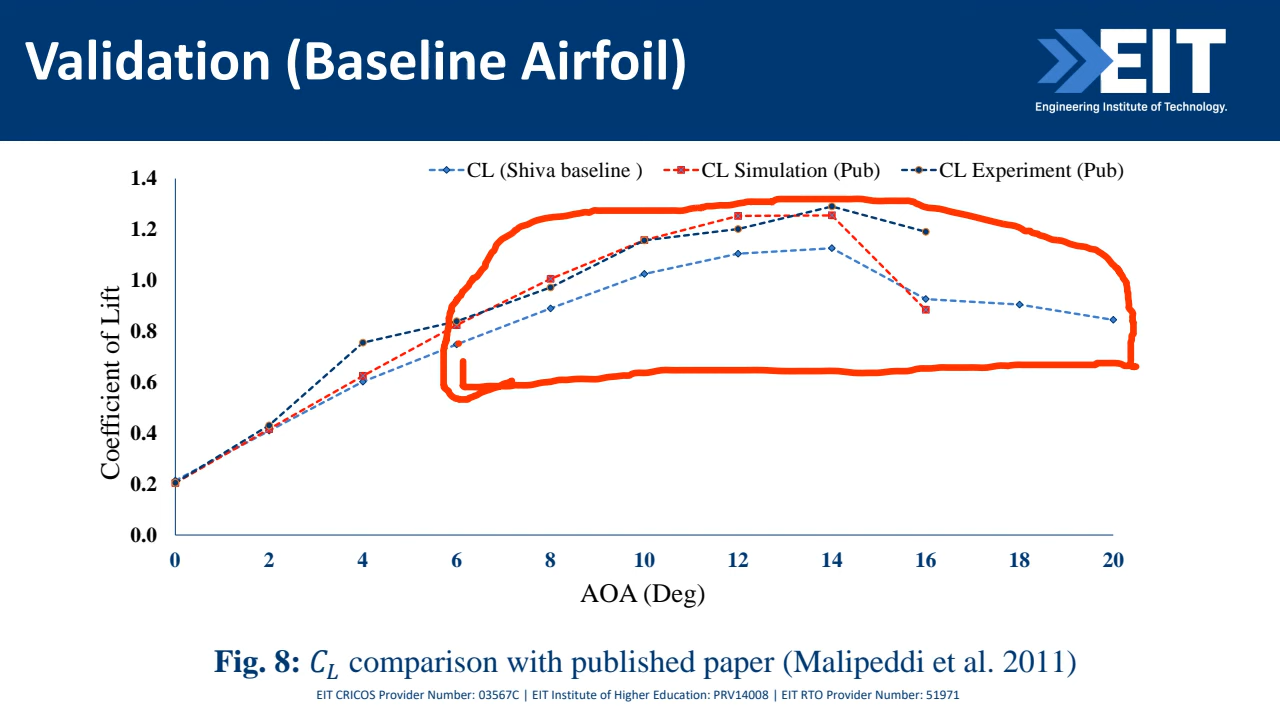 Validation (Baseline Airfoil)
EIT
Engineering Institute of Technology.
CL (Shiva baseline ) CL Simulation (Pub) CL Experiment (Pub)
1.4
1.2
1.0
0.8
0.6
0.4
0.2
0.0
Coefficient of Lift
0 2 4 6 8 10 12 14 16 18 20
AOA (Deg)
Fig. 8: C_L comparison with published paper (Malipeddi et al. 2011)
EIT CRICOS Provider Number: 03567C | EIT Institute of Higher Education: PRV14008 | EIT RTO Provider Number: 51971